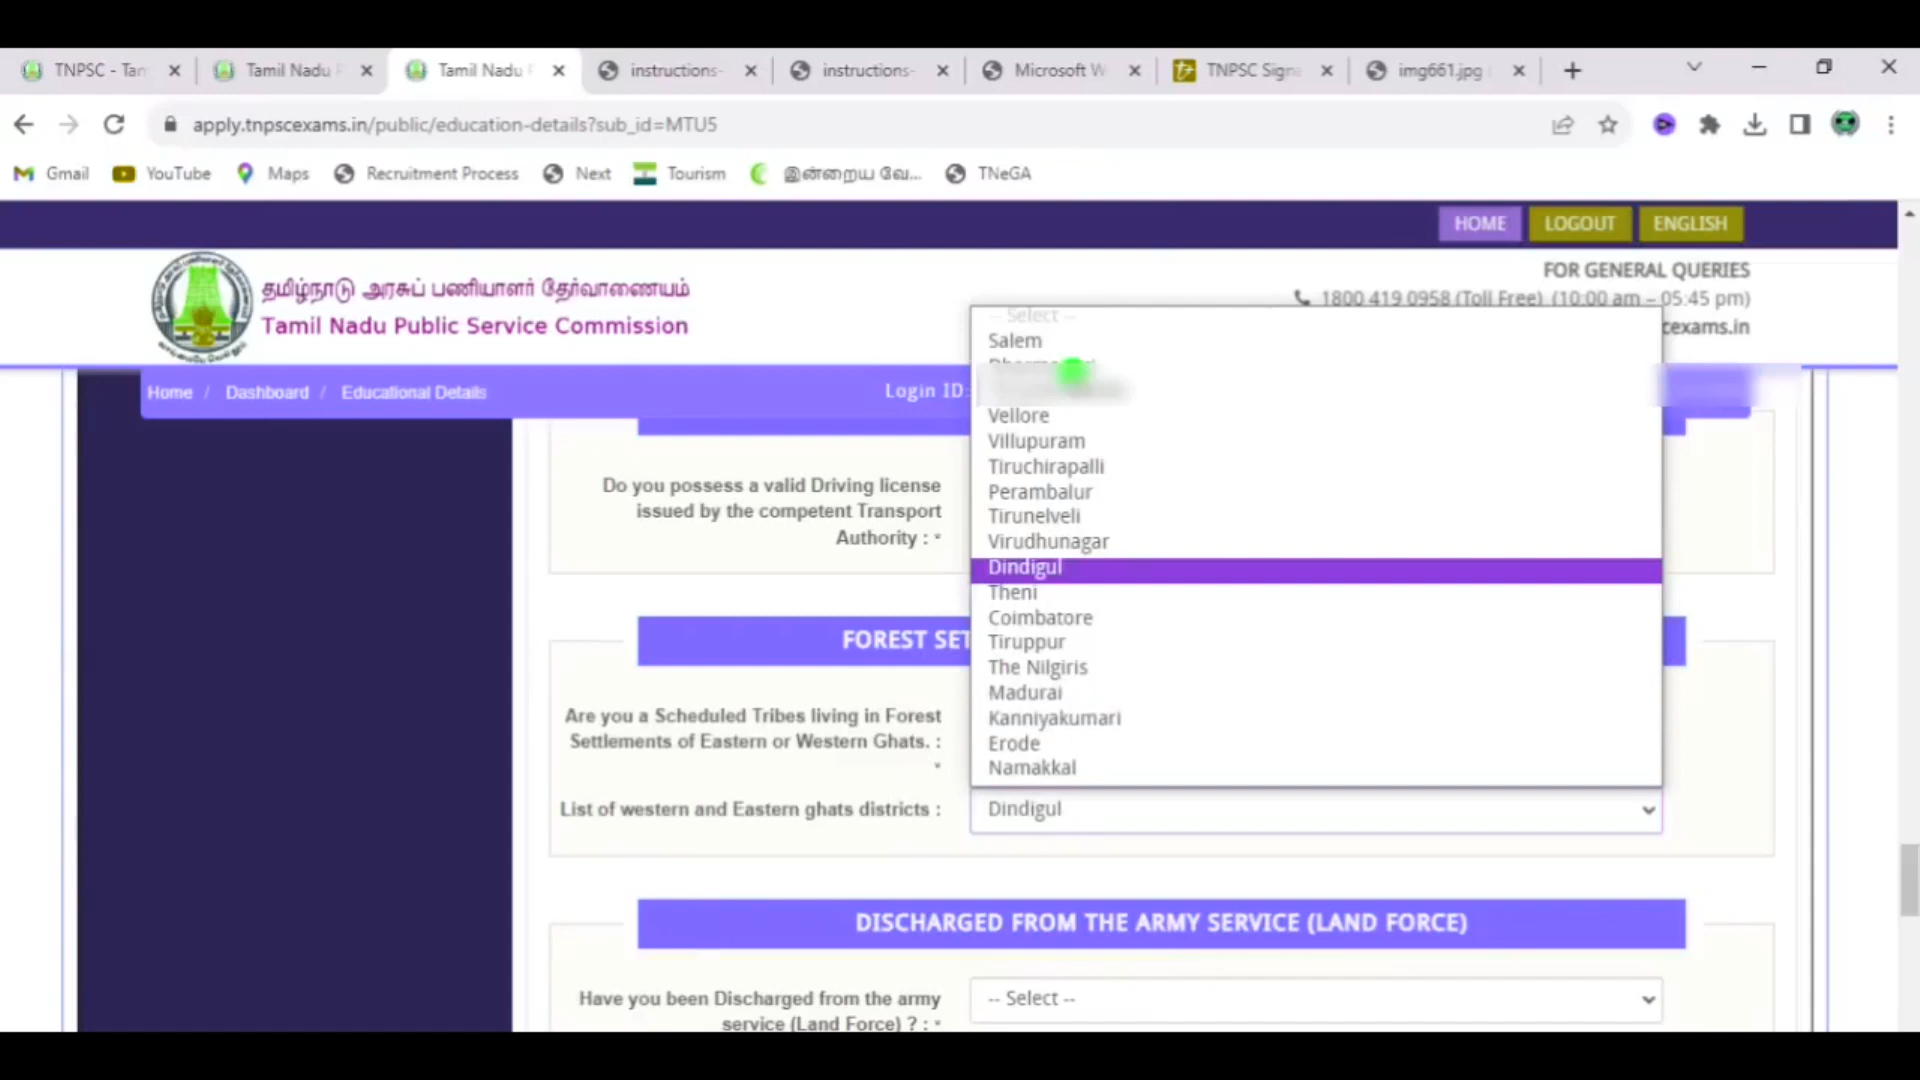 TNPSC - Tan
Tamil Nadu P
Tamil Nadu P
instructions-
instructions-
Microsoft W
TNPSC Signa
img661.jpg
apply.tnpscexams.in/public/education-details?sub_id=MTU5
Gmail
YouTube
Maps
Recruitment Process
Next
Tourism
இன்றைய வே...
TNeGA
HOME
LOGOUT
ENGLISH
தமிழ்நாடு அரசுப் பணியாளர் தேர்வாணையம்
Tamil Nadu Public Service Commission
FOR GENERAL QUERIES
1800 419 0958 (Toll Free) (10:00 am – 05:45 pm)
cexams.in
Home / Dashboard / Educational Details
Login ID:
-- Select --
Salem
Vellore
Villupuram
Tiruchirapalli
Perambalur
Tirunelveli
Virudhunagar
Dindigul
Theni
Coimbatore
Tiruppur
The Nilgiris
Madurai
Kanniyakumari
Erode
Namakkal
Do you possess a valid Driving license
issued by the competent Transport
Authority : *
FOREST SET
Are you a Scheduled Tribes living in Forest
Settlements of Eastern or Western Ghats. :
*
List of western and Eastern ghats districts :
Dindigul
DISCHARGED FROM THE ARMY SERVICE (LAND FORCE)
Have you been Discharged from the army
service (Land Force) ? : *
-- Select --